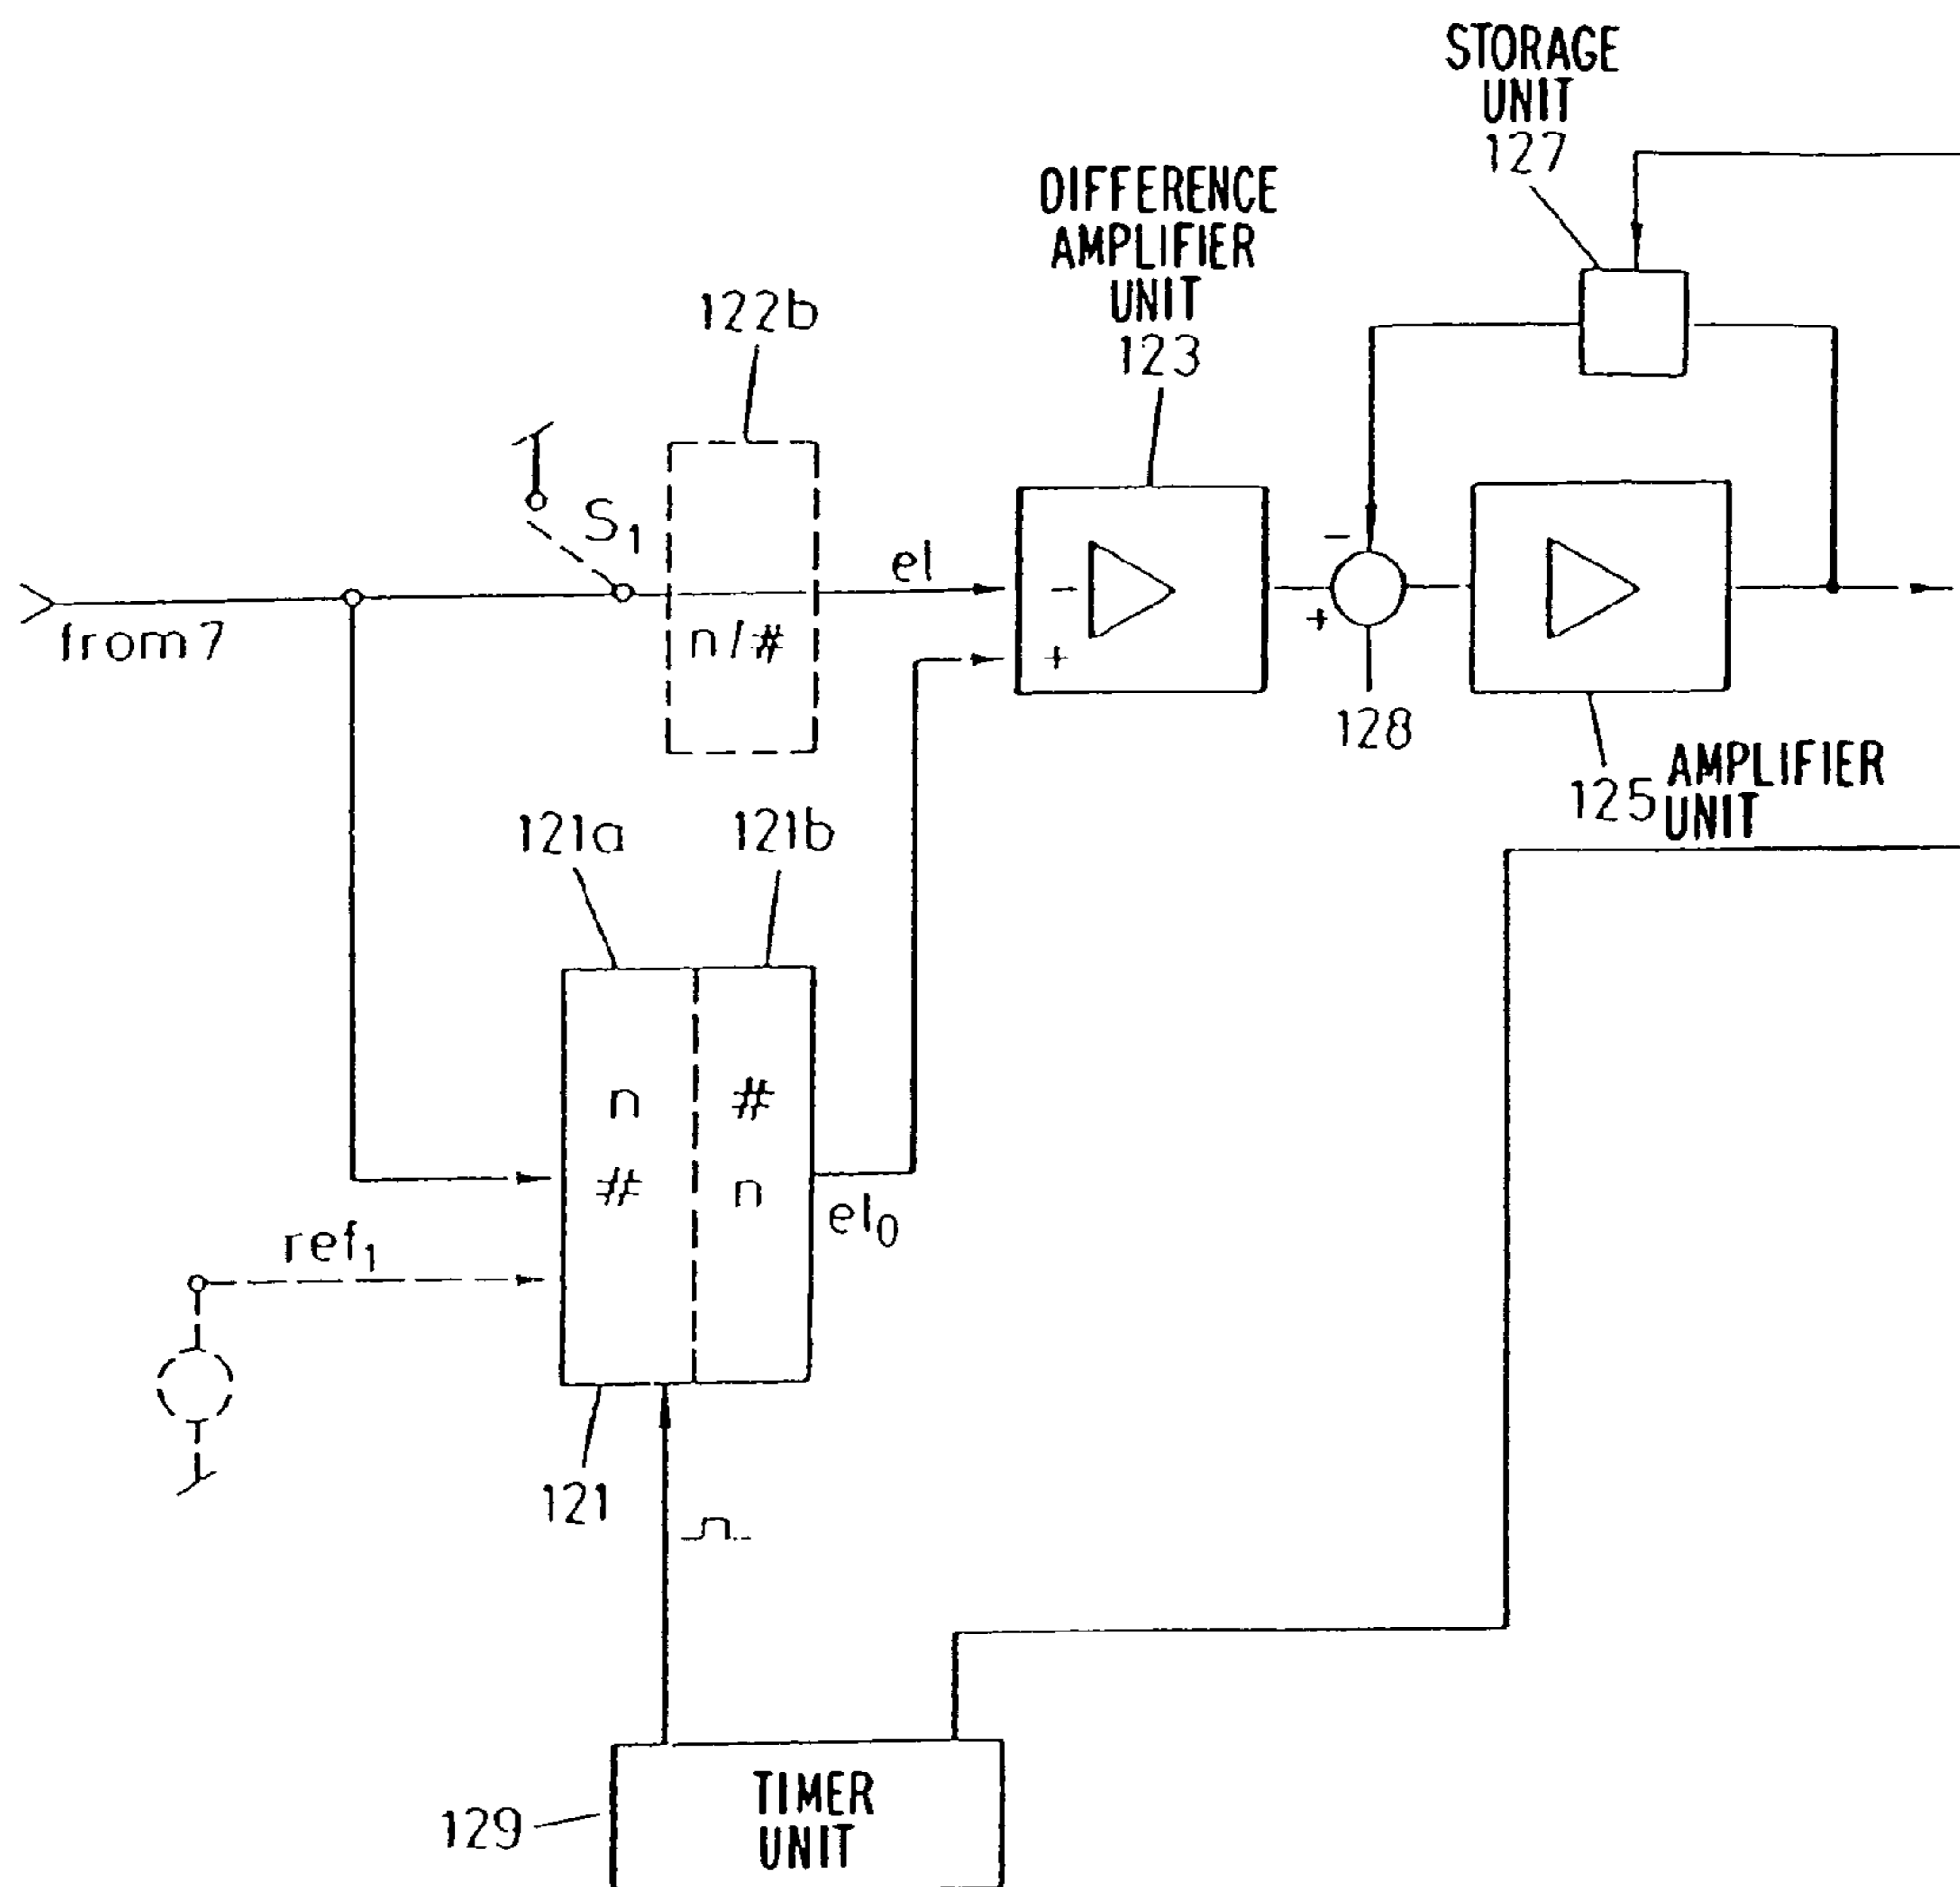 STORAGE
UNIT
127
DIFFERENCE
AMPLIFIER
UNIT
123
122b
S1
el
-
+
-
+
from 7
n/#
128
125 AMPLIFIER
UNIT
121a
121b
n
#
#
n
el0
ref1
121
129
TIMER
UNIT